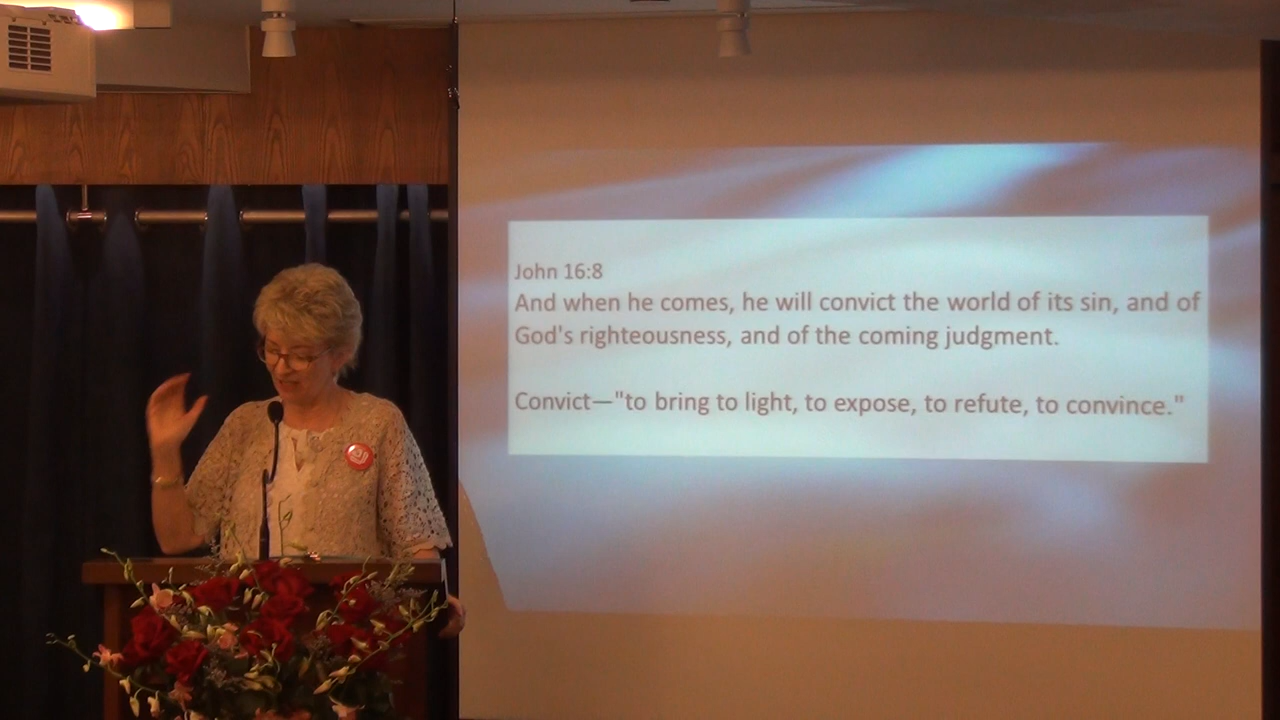 John 16:8
And when he comes, he will convict the world of its sin, and of
God's righteousness, and of the coming judgment.
Convict—"to bring to light, to expose, to refute, to convince."